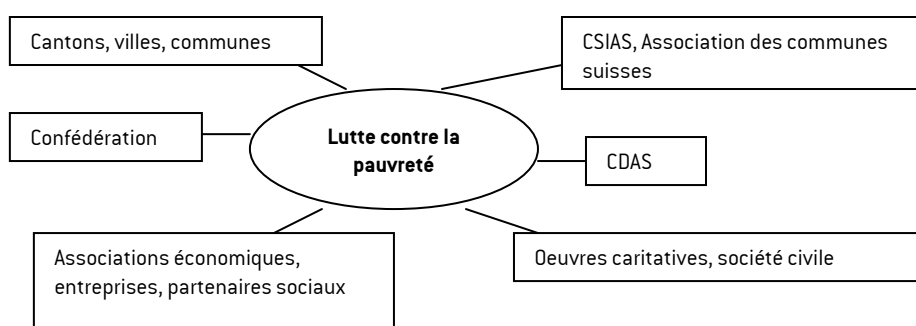 Cantons, villes, communes
CSIAS, Association des communes
suisses
Confédération
Lutte contre la
pauvreté
CDAS
Associations économiques,
entreprises, partenaires sociaux
Oeuvres caritatives, société civile